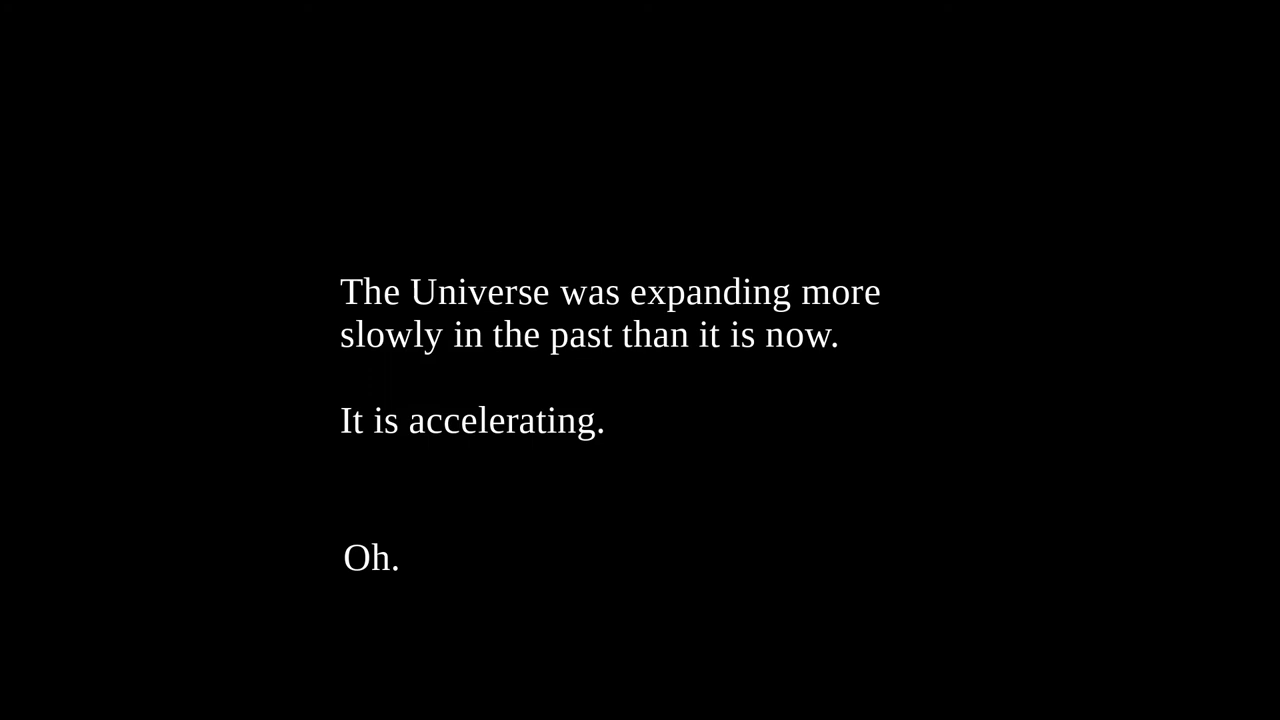 The Universe was expanding more
slowly in the past than it is now.
It is accelerating.
Oh.